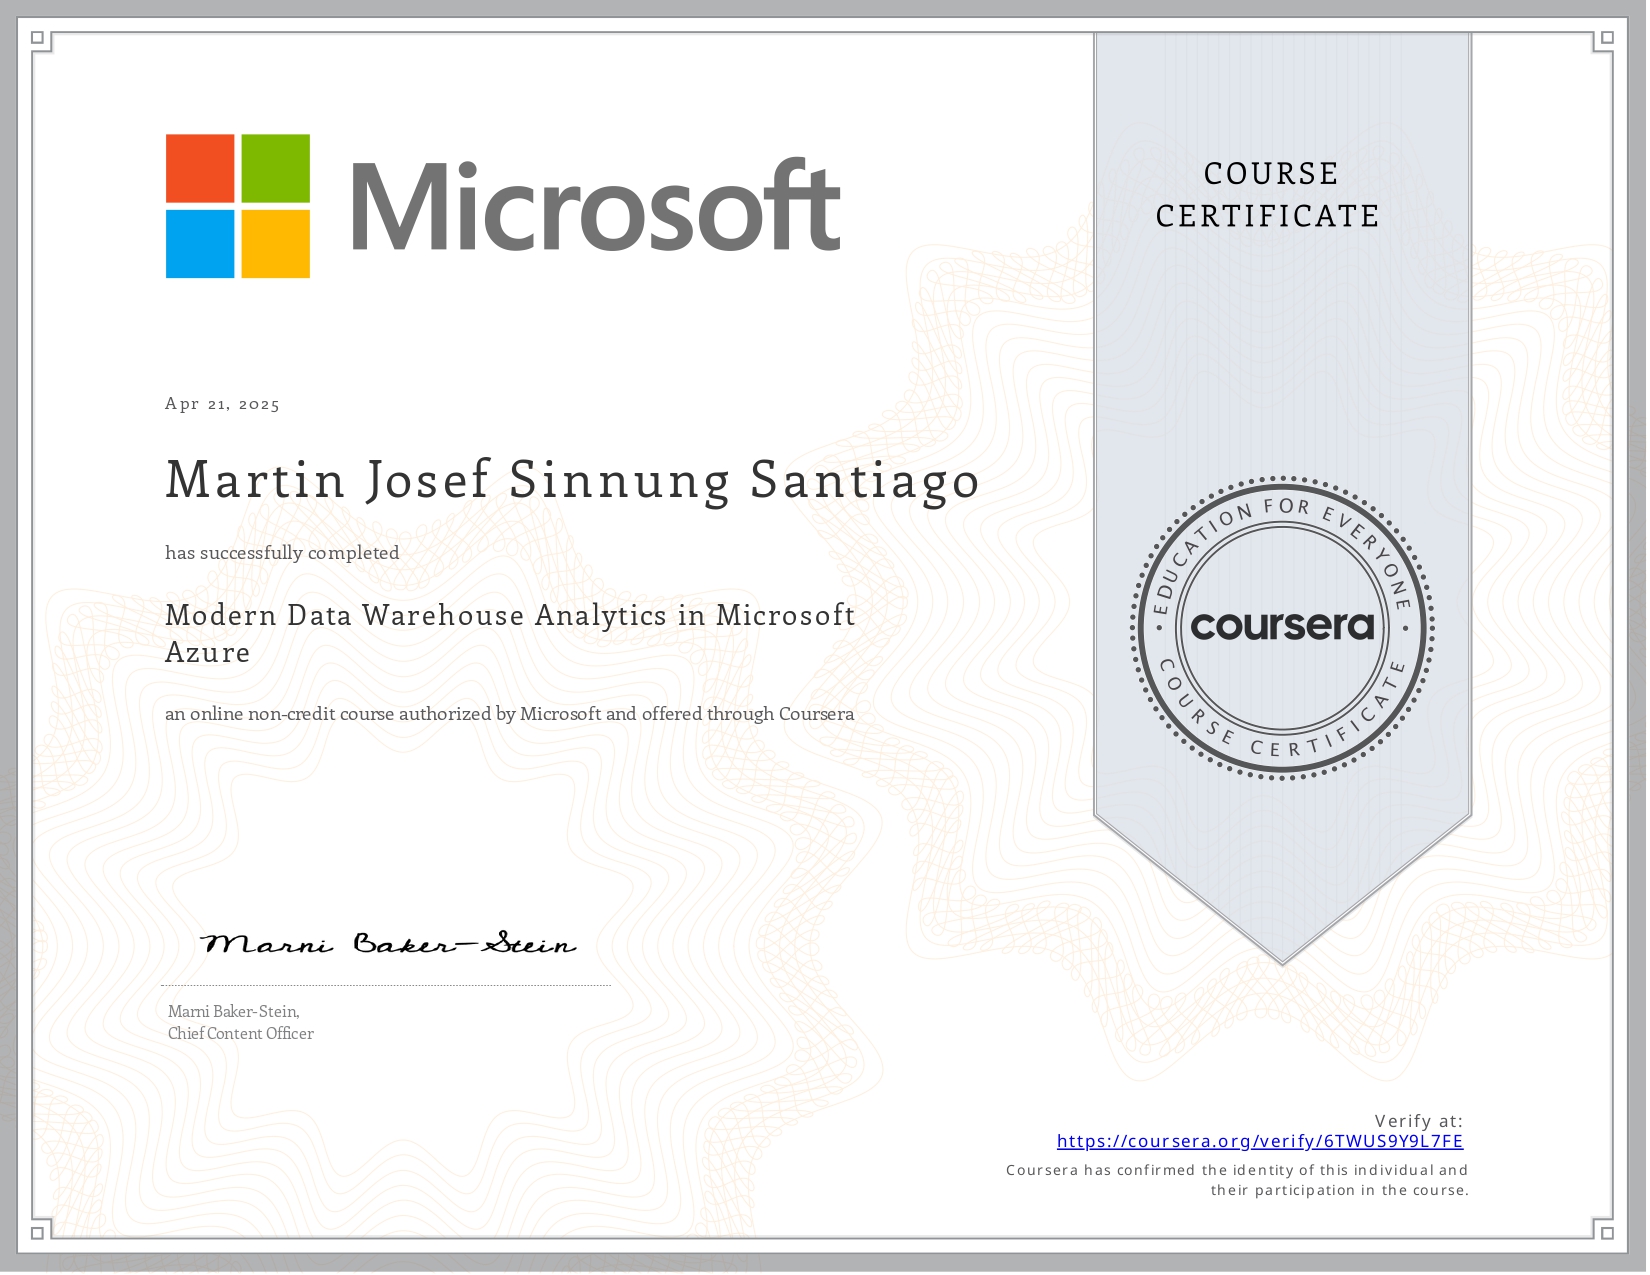 Microsoft
COURSE
CERTIFICATE
Apr 21, 2025
Martin Josef Sinnung Santiago
has successfully completed
Modern Data Warehouse Analytics in Microsoft
Azure
an online non-credit course authorized by Microsoft and offered through Coursera
EDUCATION FOR EVERYONE
coursera
COURSE CERTIFICATE
Marni Baker-Stein
Marni Baker-Stein,
Chief Content Officer
Verify at:
https://coursera.org/verify/6TWUS9Y9L7FE
Coursera has confirmed the identity of this individual and
their participation in the course.